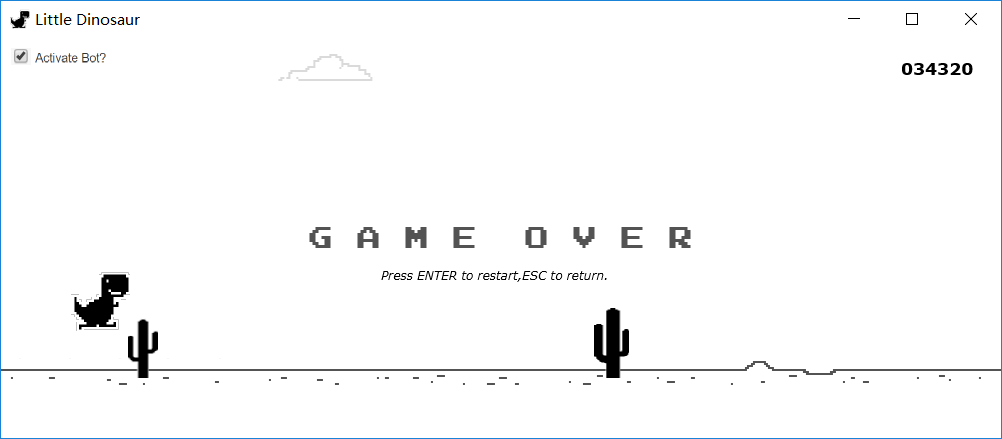 Little Dinosaur
Activate Bot?
034320
GAME OVER
Press ENTER to restart,ESC to return.